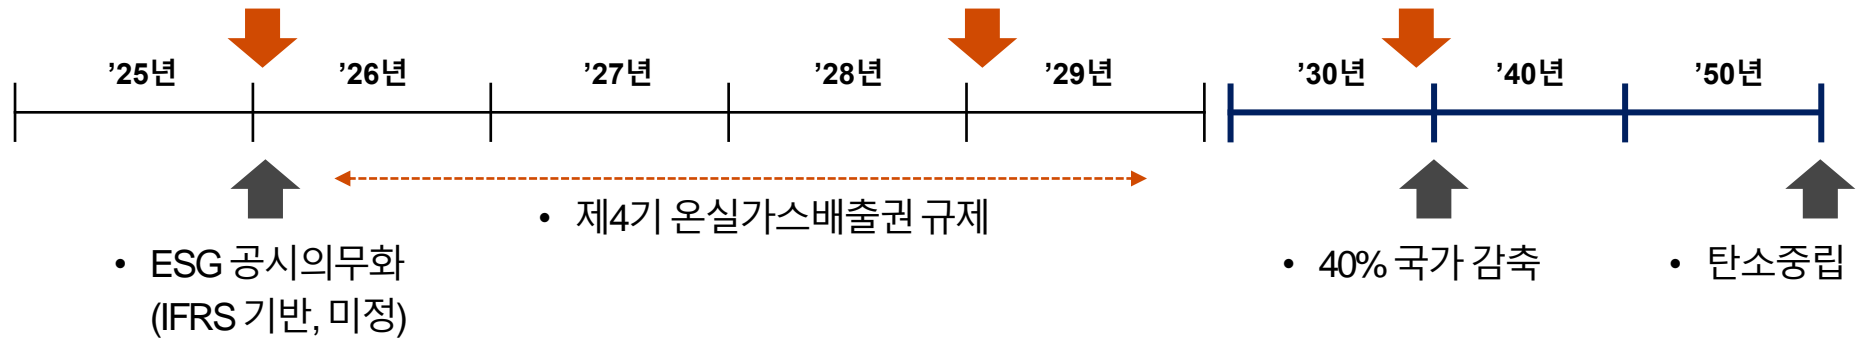 ’25년 ’26년 ’27년 ’28년 ’29년 ’30년 ’40년 ’50년
• 제4기 온실가스배출권 규제
• ESG 공시의무화
(IFRS 기반, 미정)
• 40% 국가 감축
• 탄소중립